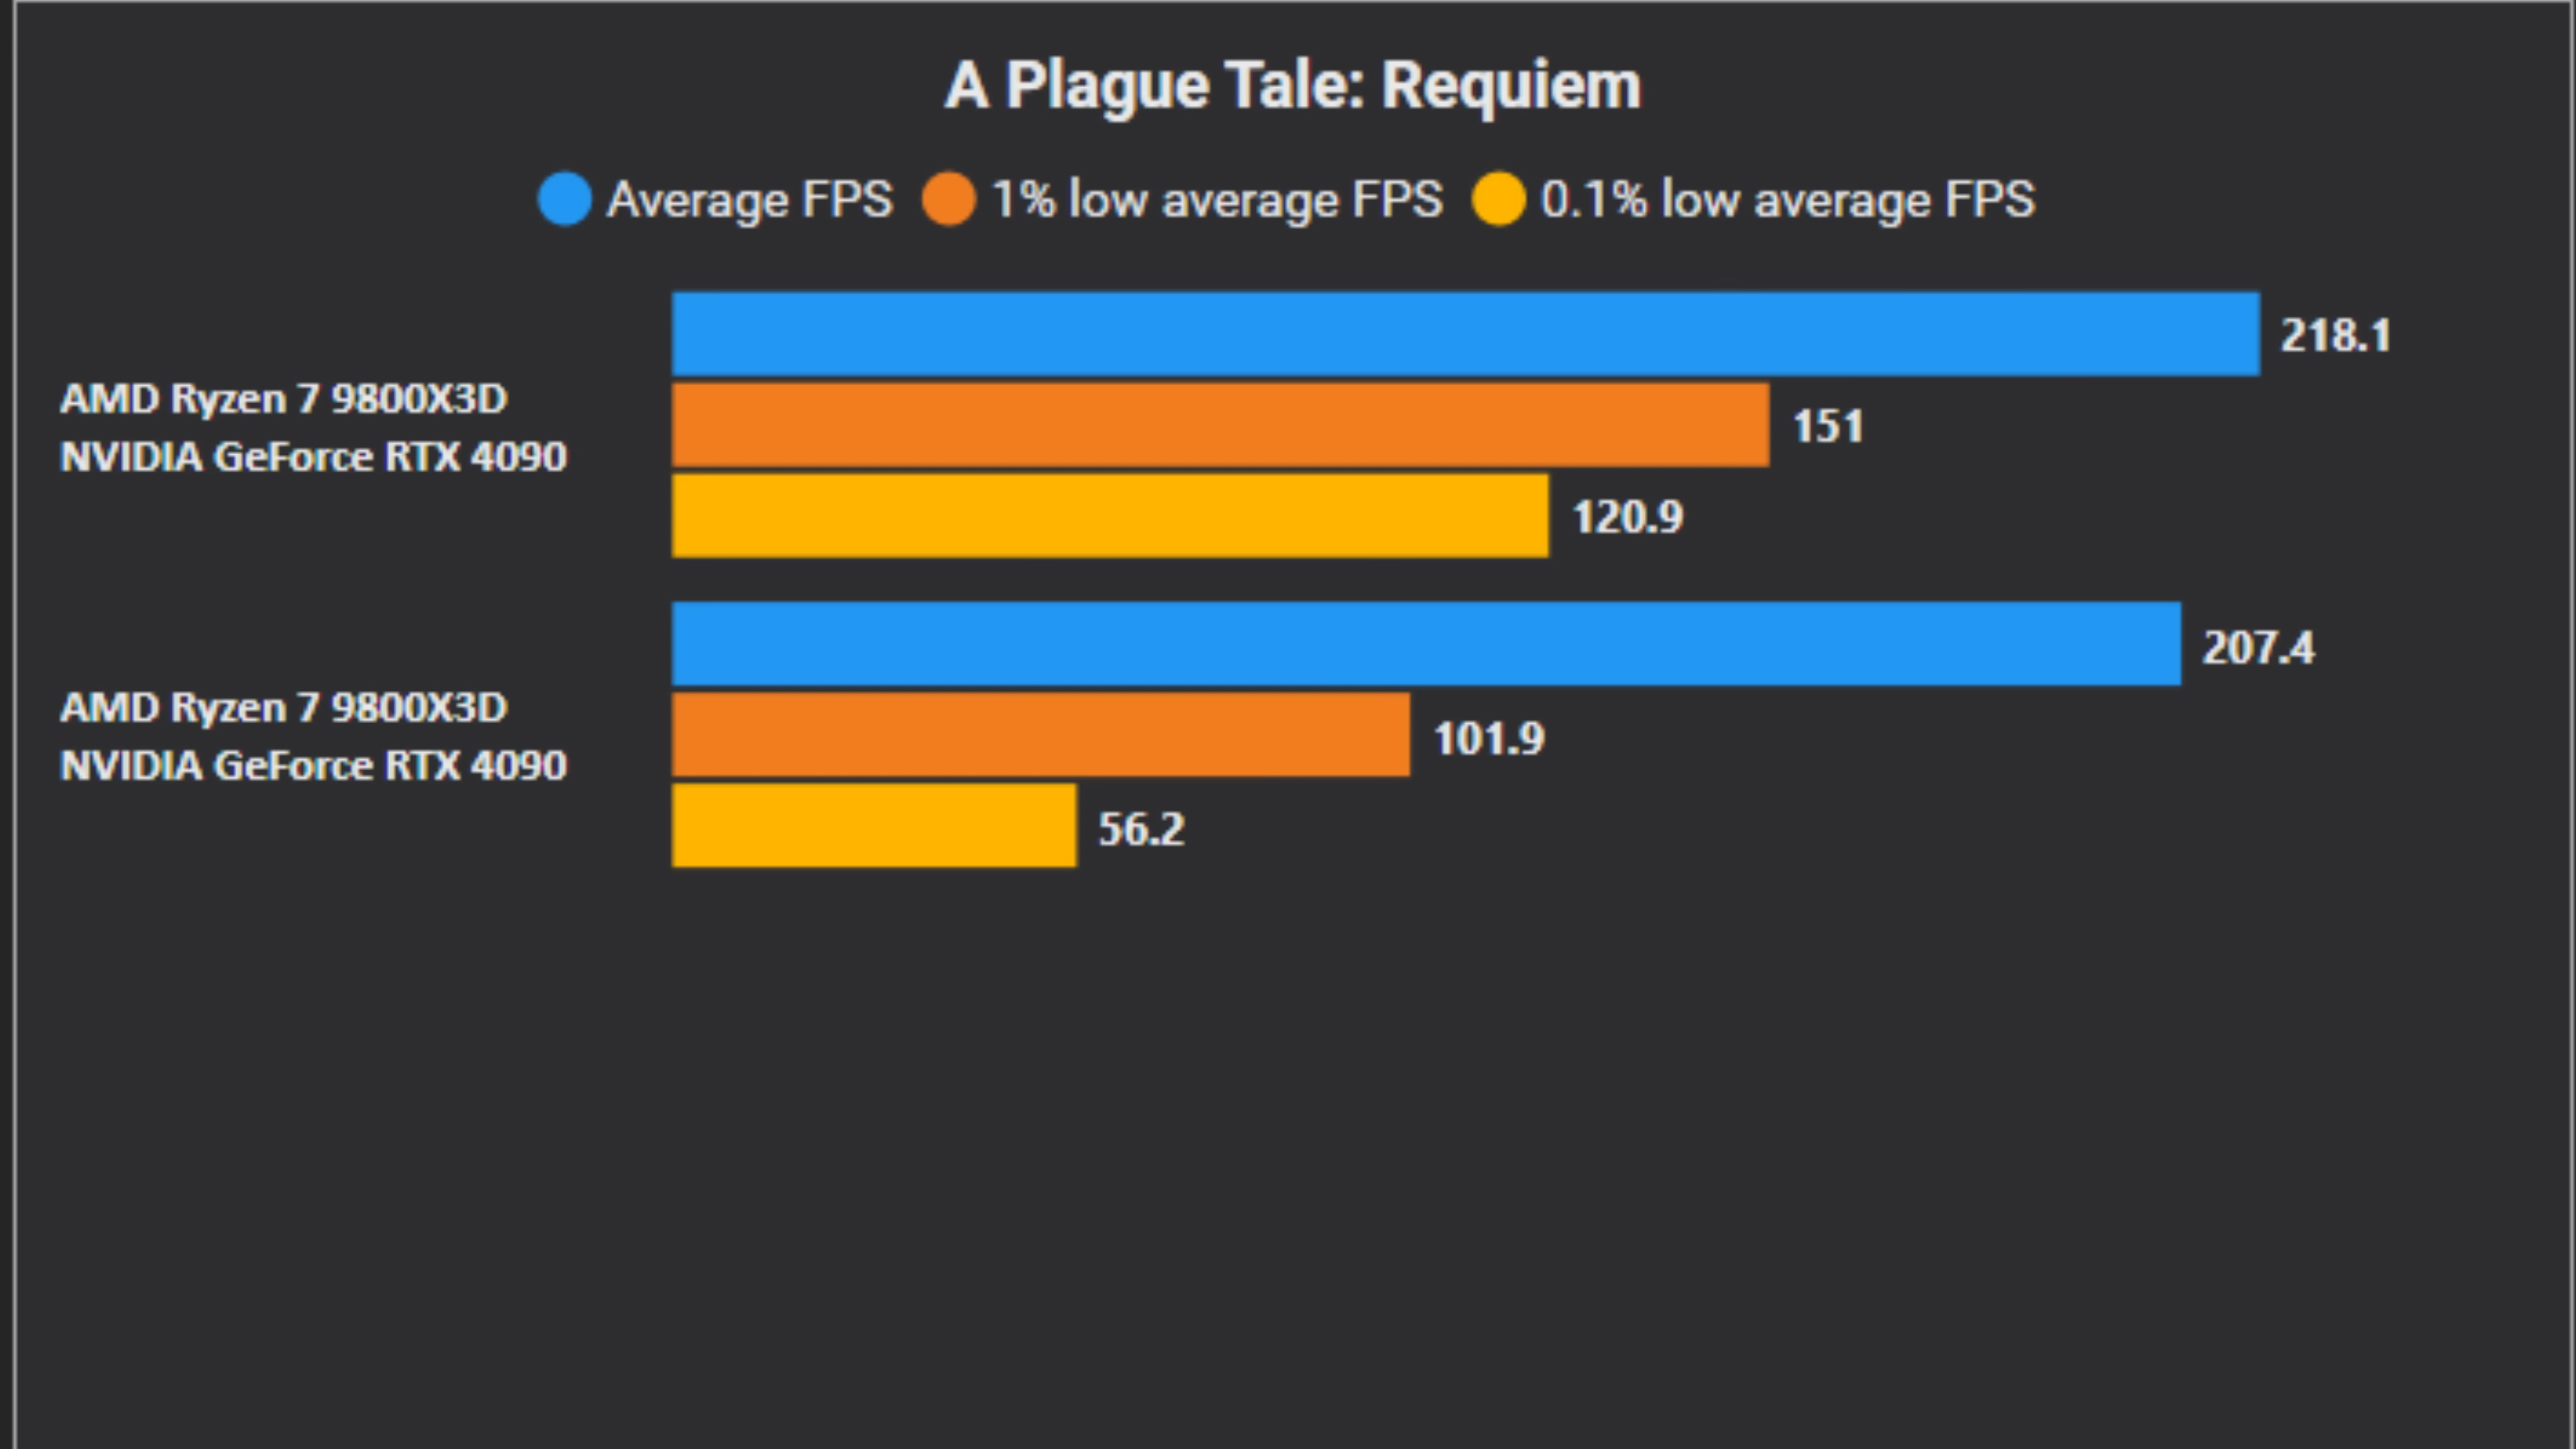 A Plague Tale: Requiem
Average FPS 1% low average FPS 0.1% low average FPS
AMD Ryzen 7 9800X3D
NVIDIA GeForce RTX 4090
218.1
151
120.9
AMD Ryzen 7 9800X3D
NVIDIA GeForce RTX 4090
207.4
101.9
56.2